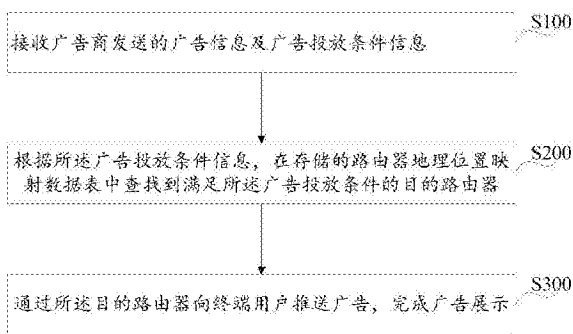 S100
接收广告商发送的广告信息及广告投放条件信息
S200
根据所述广告投放条件信息，在存储的路由器地理位置映
射数据表中查找到满足所述广告投放条件的目的路由器
S300
通过所述目的路由器向终端用户推送广告，完成广告展示